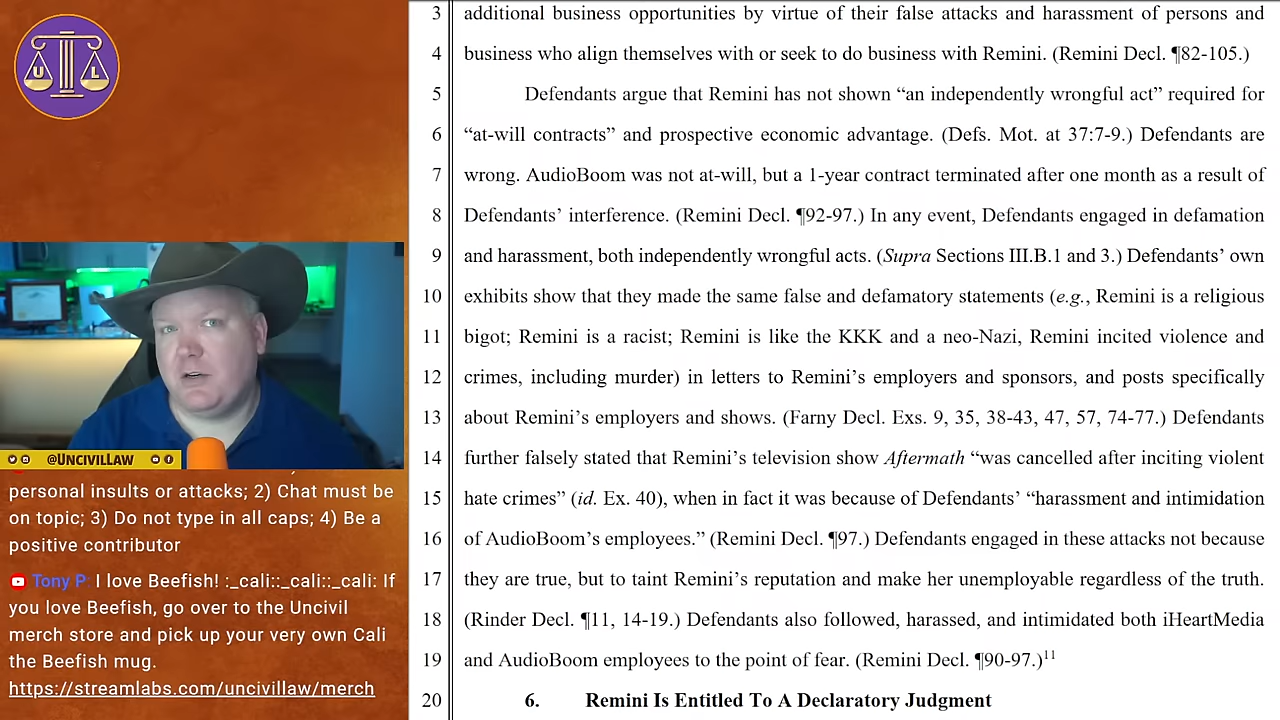 U L
@UNCIVILLAW
personal insults or attacks; 2) Chat must be
on topic; 3) Do not type in all caps; 4) Be a
positive contributor
Tony P: I love Beefish! :_cali::_cali::_cali: If
you love Beefish, go over to the Uncivil
merch store and pick up your very own Cali
the Beefish mug.
https://streamlabs.com/uncivillaw/merch
3 additional business opportunities by virtue of their false attacks and harassment of persons and
4 business who align themselves with or seek to do business with Remini. (Remini Decl. ¶82-105.)
5 Defendants argue that Remini has not shown “an independently wrongful act” required for
6 “at-will contracts” and prospective economic advantage. (Defs. Mot. at 37:7-9.) Defendants are
7 wrong. AudioBoom was not at-will, but a 1-year contract terminated after one month as a result of
8 Defendants’ interference. (Remini Decl. ¶92-97.) In any event, Defendants engaged in defamation
9 and harassment, both independently wrongful acts. (Supra Sections III.B.1 and 3.) Defendants’ own
10 exhibits show that they made the same false and defamatory statements (e.g., Remini is a religious
11 bigot; Remini is a racist; Remini is like the KKK and a neo-Nazi, Remini incited violence and
12 crimes, including murder) in letters to Remini’s employers and sponsors, and posts specifically
13 about Remini’s employers and shows. (Farny Decl. Exs. 9, 35, 38-43, 47, 57, 74-77.) Defendants
14 further falsely stated that Remini’s television show Aftermath “was cancelled after inciting violent
15 hate crimes” (id. Ex. 40), when in fact it was because of Defendants’ “harassment and intimidation
16 of AudioBoom’s employees.” (Remini Decl. ¶97.) Defendants engaged in these attacks not because
17 they are true, but to taint Remini’s reputation and make her unemployable regardless of the truth.
18 (Rinder Decl. ¶11, 14-19.) Defendants also followed, harassed, and intimidated both iHeartMedia
19 and AudioBoom employees to the point of fear. (Remini Decl. ¶90-97.)11
20 6. Remini Is Entitled To A Declaratory Judgment